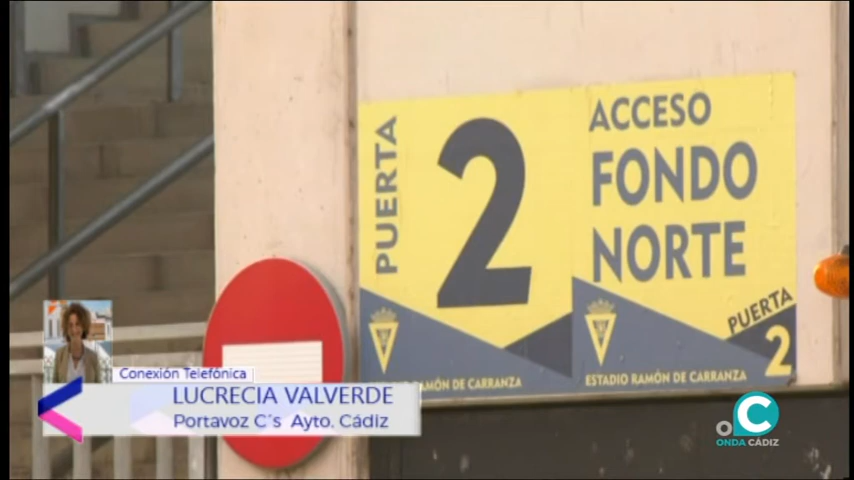 PUERTA
2
ACCESO
FONDO
NORTE
PUERTA
2
RAMÓN DE CARRANZA
ESTADIO RAMÓN DE CARRANZA
Conexión Telefónica
LUCRECIA VALVERDE
Portavoz C´s Ayto. Cádiz
ONDA CÁDIZ